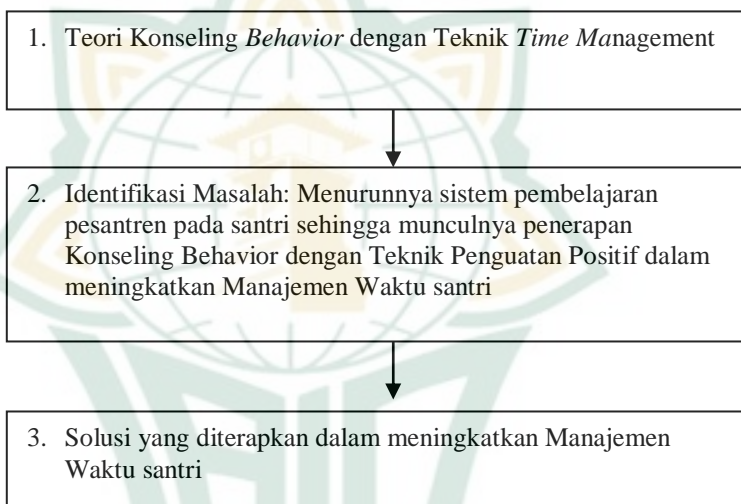 1. Teori Konseling Behavior dengan Teknik Time Management
2. Identifikasi Masalah: Menurunnya sistem pembelajaran
pesantren pada santri sehingga munculnya penerapan
Konseling Behavior dengan Teknik Penguatan Positif dalam
meningkatkan Manajemen Waktu santri
3. Solusi yang diterapkan dalam meningkatkan Manajemen
Waktu santri